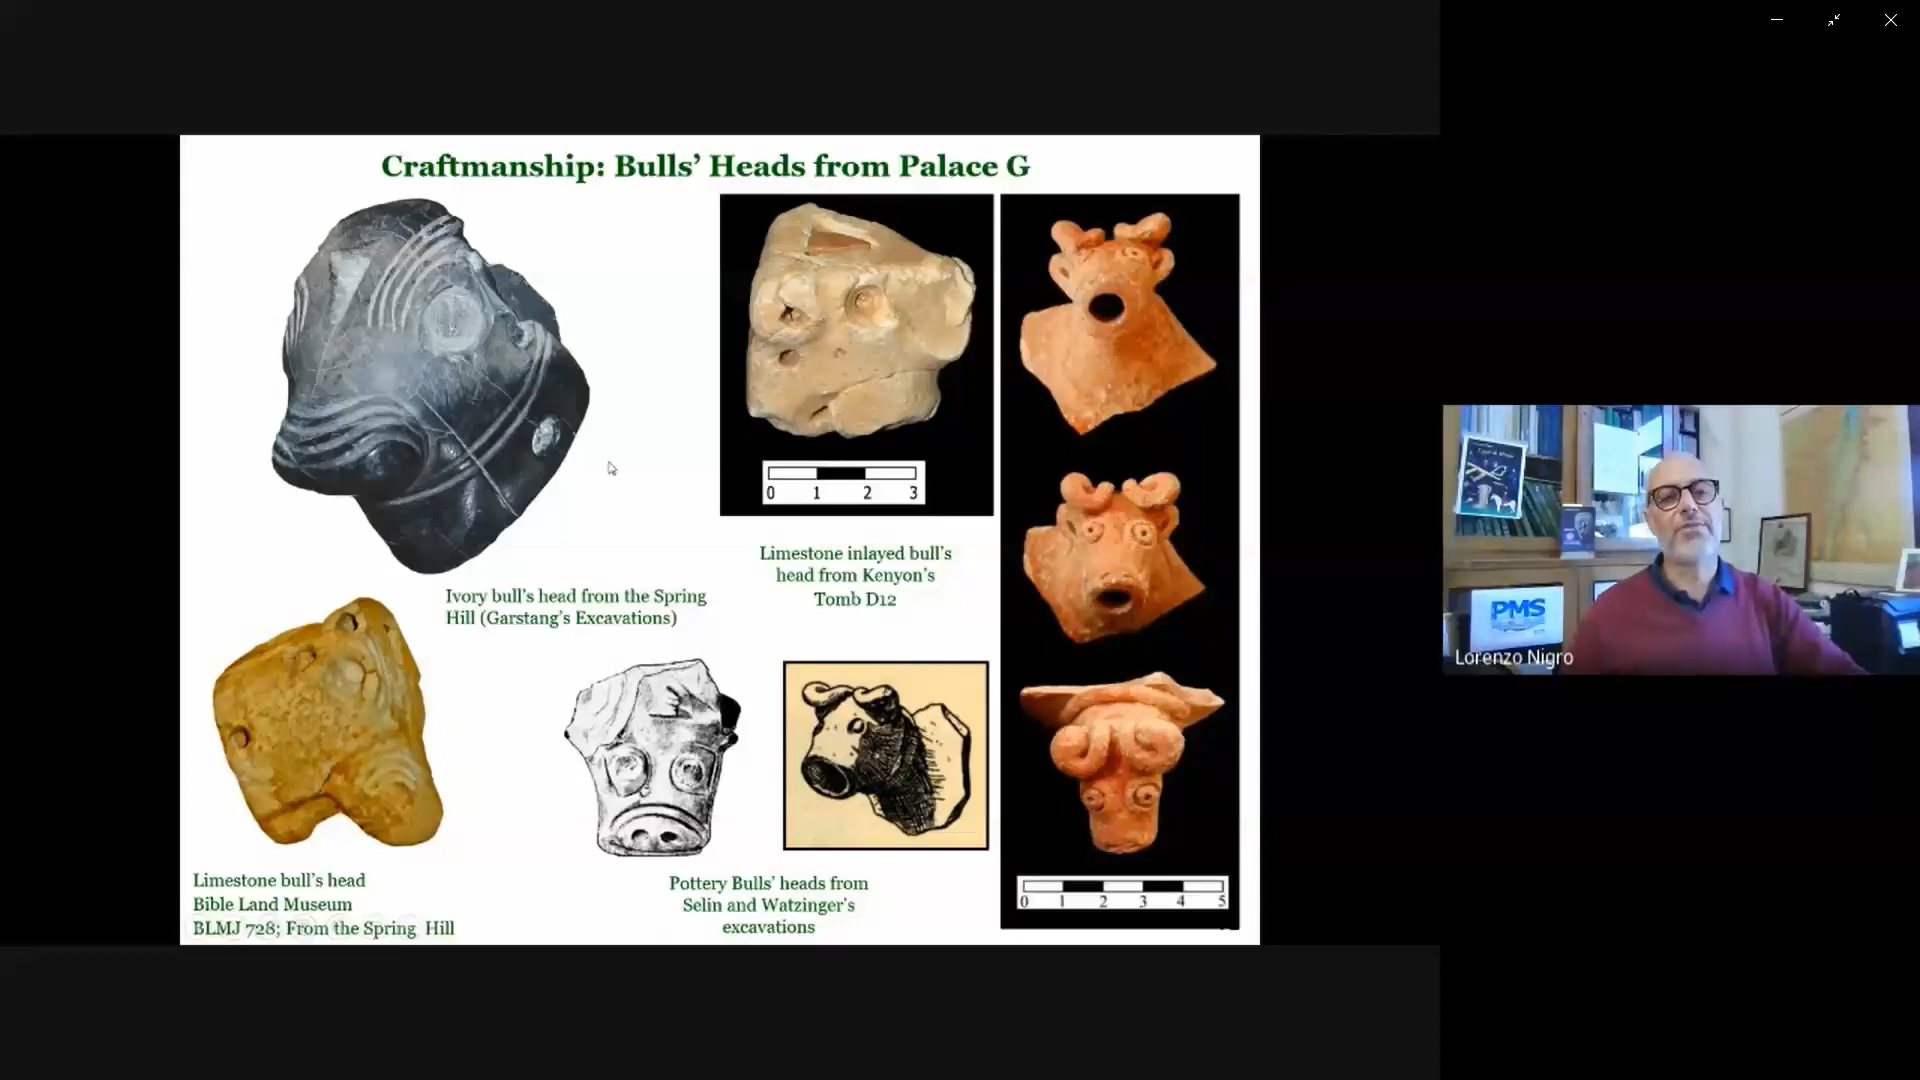 Craftmanship: Bulls' Heads from Palace G
0 1 2 3
Limestone inlayed bull's
head from Kenyon's
Tomb D12
Ivory bull's head from the Spring
Hill (Garstang's Excavations)
Limestone bull's head
Bible Land Museum
BLMJ 728; From the Spring Hill
Pottery Bulls' heads from
Selin and Watzinger's
excavations
0 1 2 3 4 5
PMS
Lorenzo Nigro